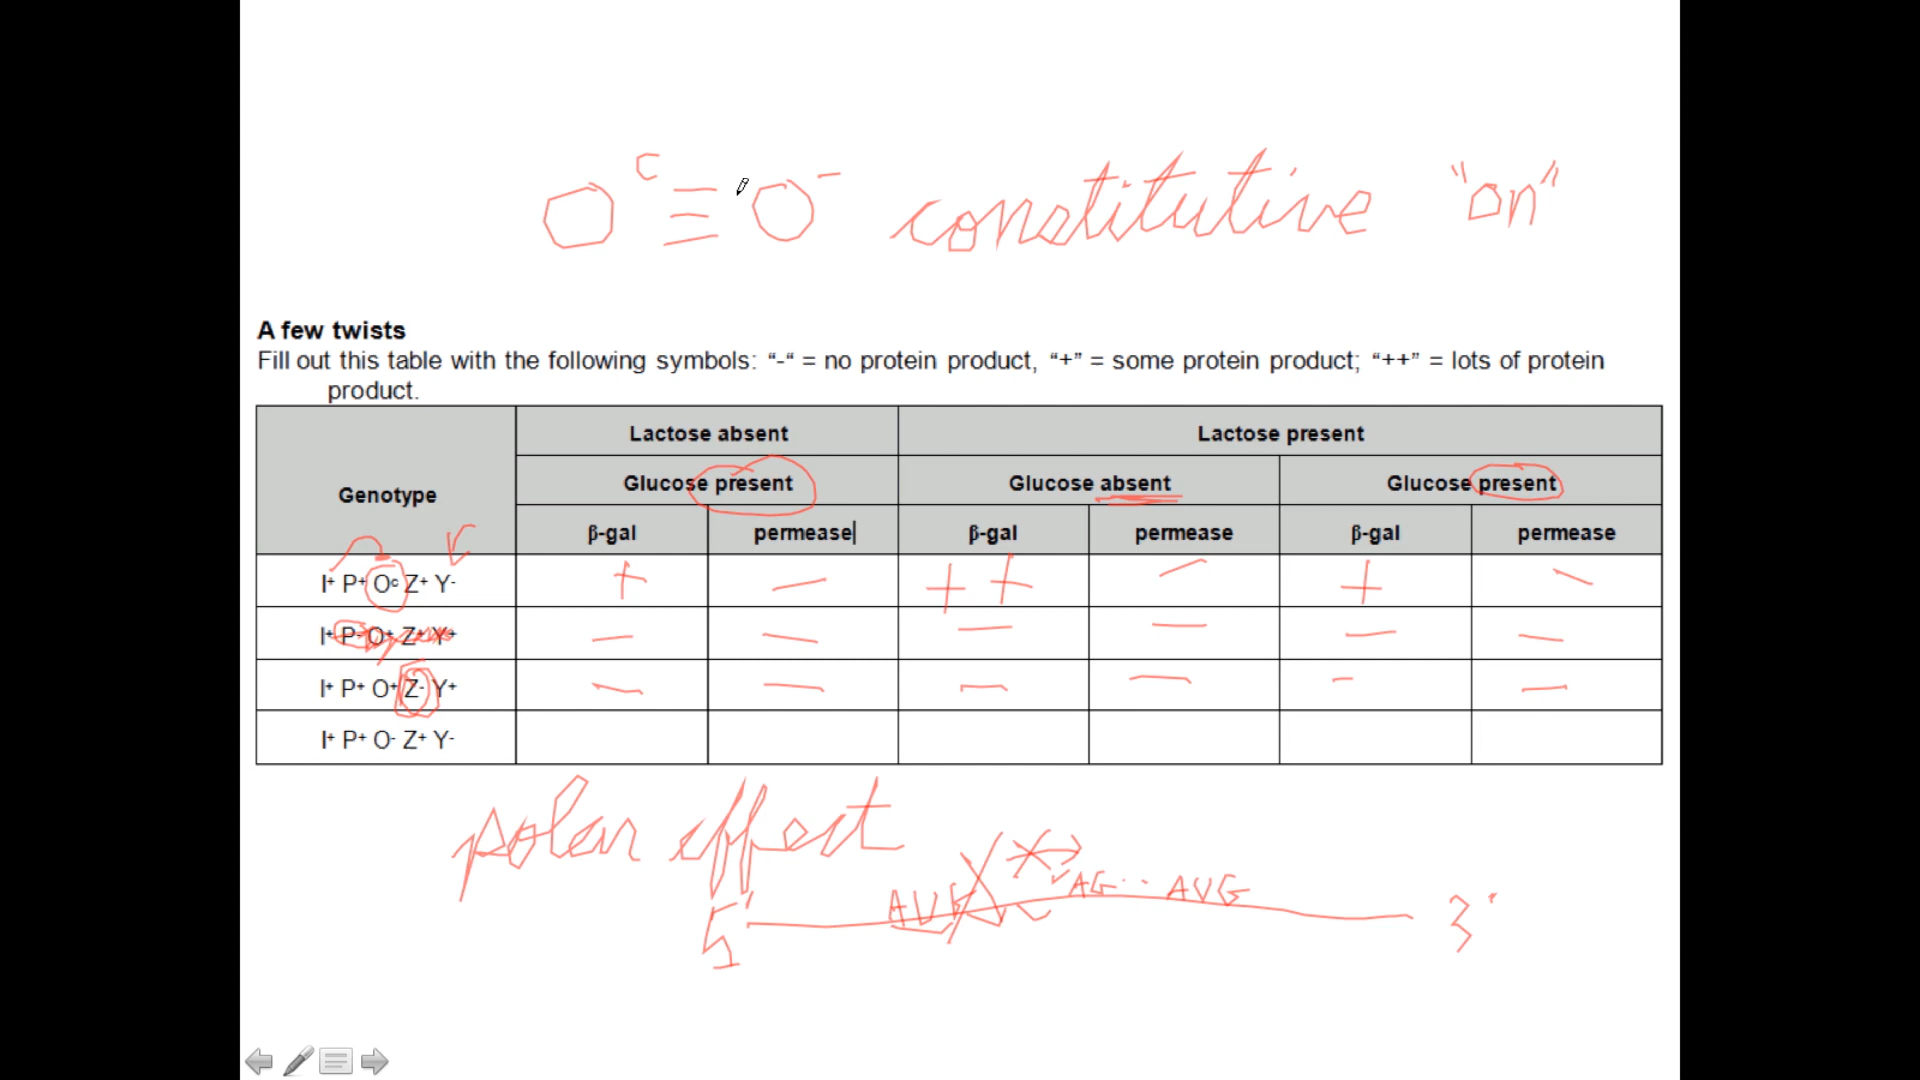 Oᶜ ≡ O⁻ constitutive "on"
A few twists
Fill out this table with the following symbols: “-“ = no protein product, “+” = some protein product; “++” = lots of protein
product.
Lactose absent Lactose present
Genotype Glucose present Glucose absent Glucose present
β-gal permease β-gal permease β-gal permease
I⁺ P⁺ Oᶜ Z⁺ Y⁻ + − + + − + −
I⁺ P⁻ O⁺ Z⁺ Y⁺ − − − − − −
I⁺ P⁺ O⁺ Z⁻ Y⁺ − − − − − −
I⁺ P⁺ O⁻ Z⁺ Y⁻
polar effect
5' AUG UAG ·· AUG 3'